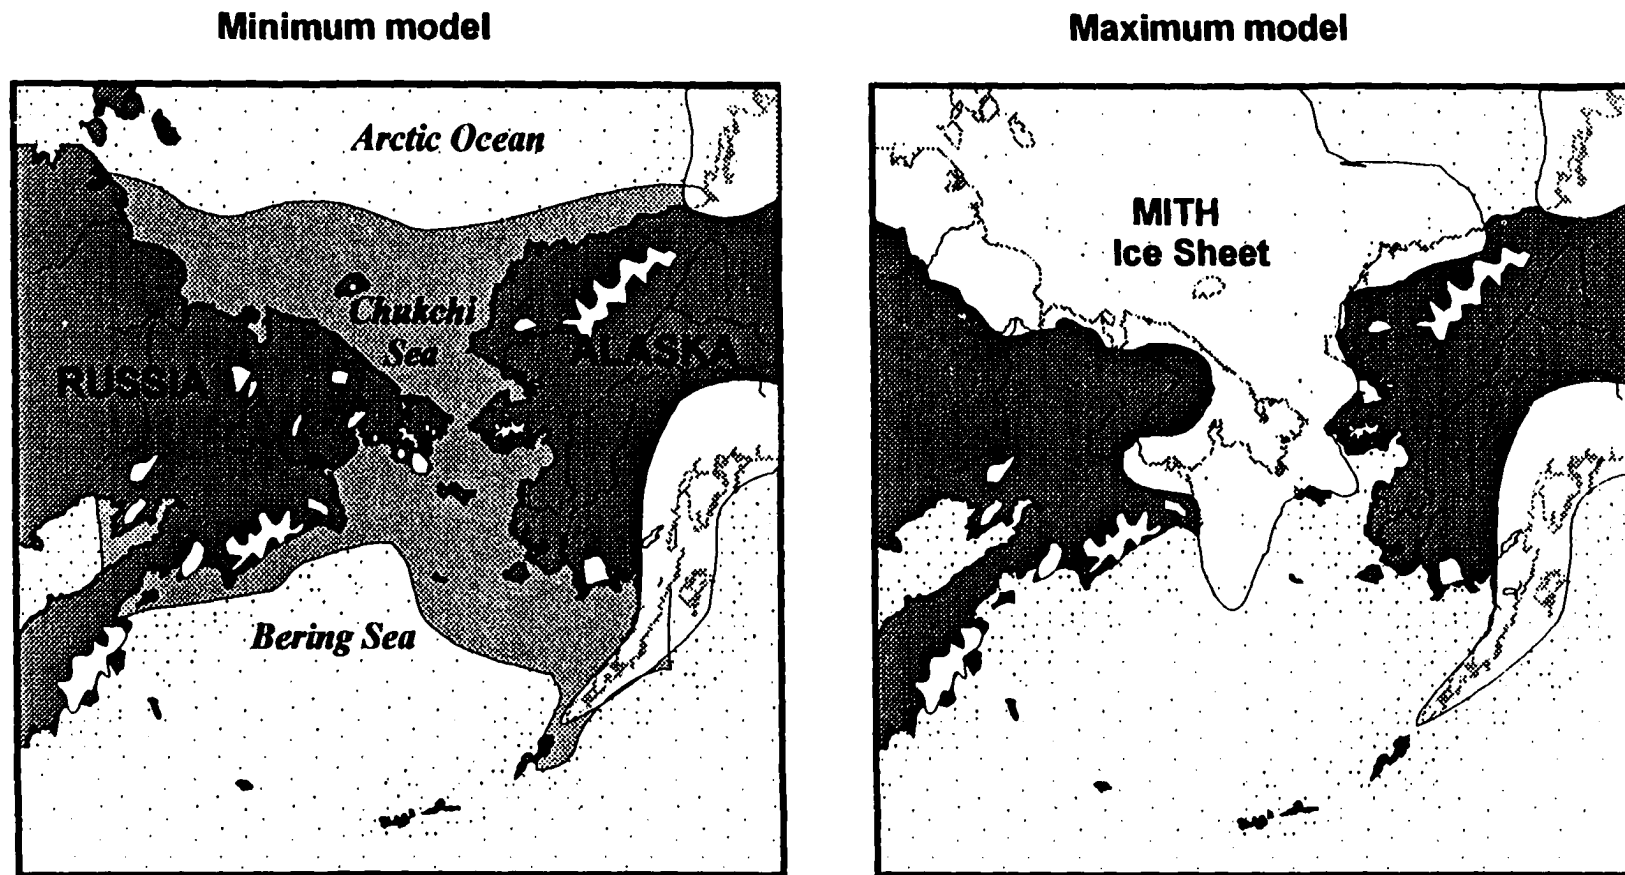 Minimum model
Maximum model
Arctic Ocean
Chukchi
Sea
RUSSIA
ALASKA
Bering Sea
MITH
Ice Sheet